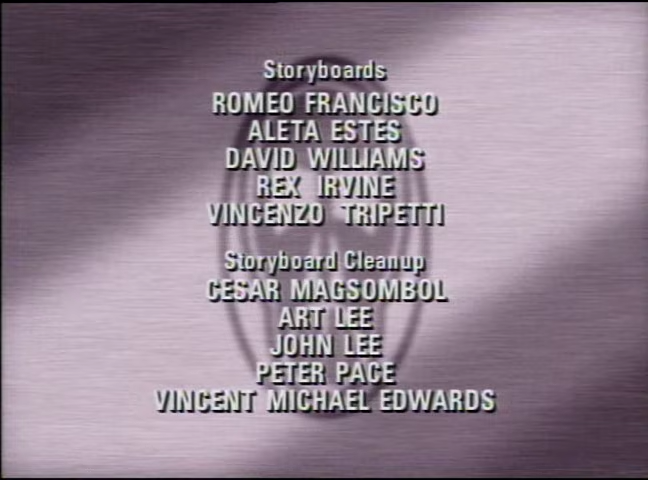 Storyboards
ROMEO FRANCISCO
ALETA ESTES
DAVID WILLIAMS
REX IRVINE
VINCENZO TRIPETTI
Storyboard Cleanup
CESAR MAGSOMBOL
ART LEE
JOHN LEE
PETER PACE
VINCENT MICHAEL EDWARDS